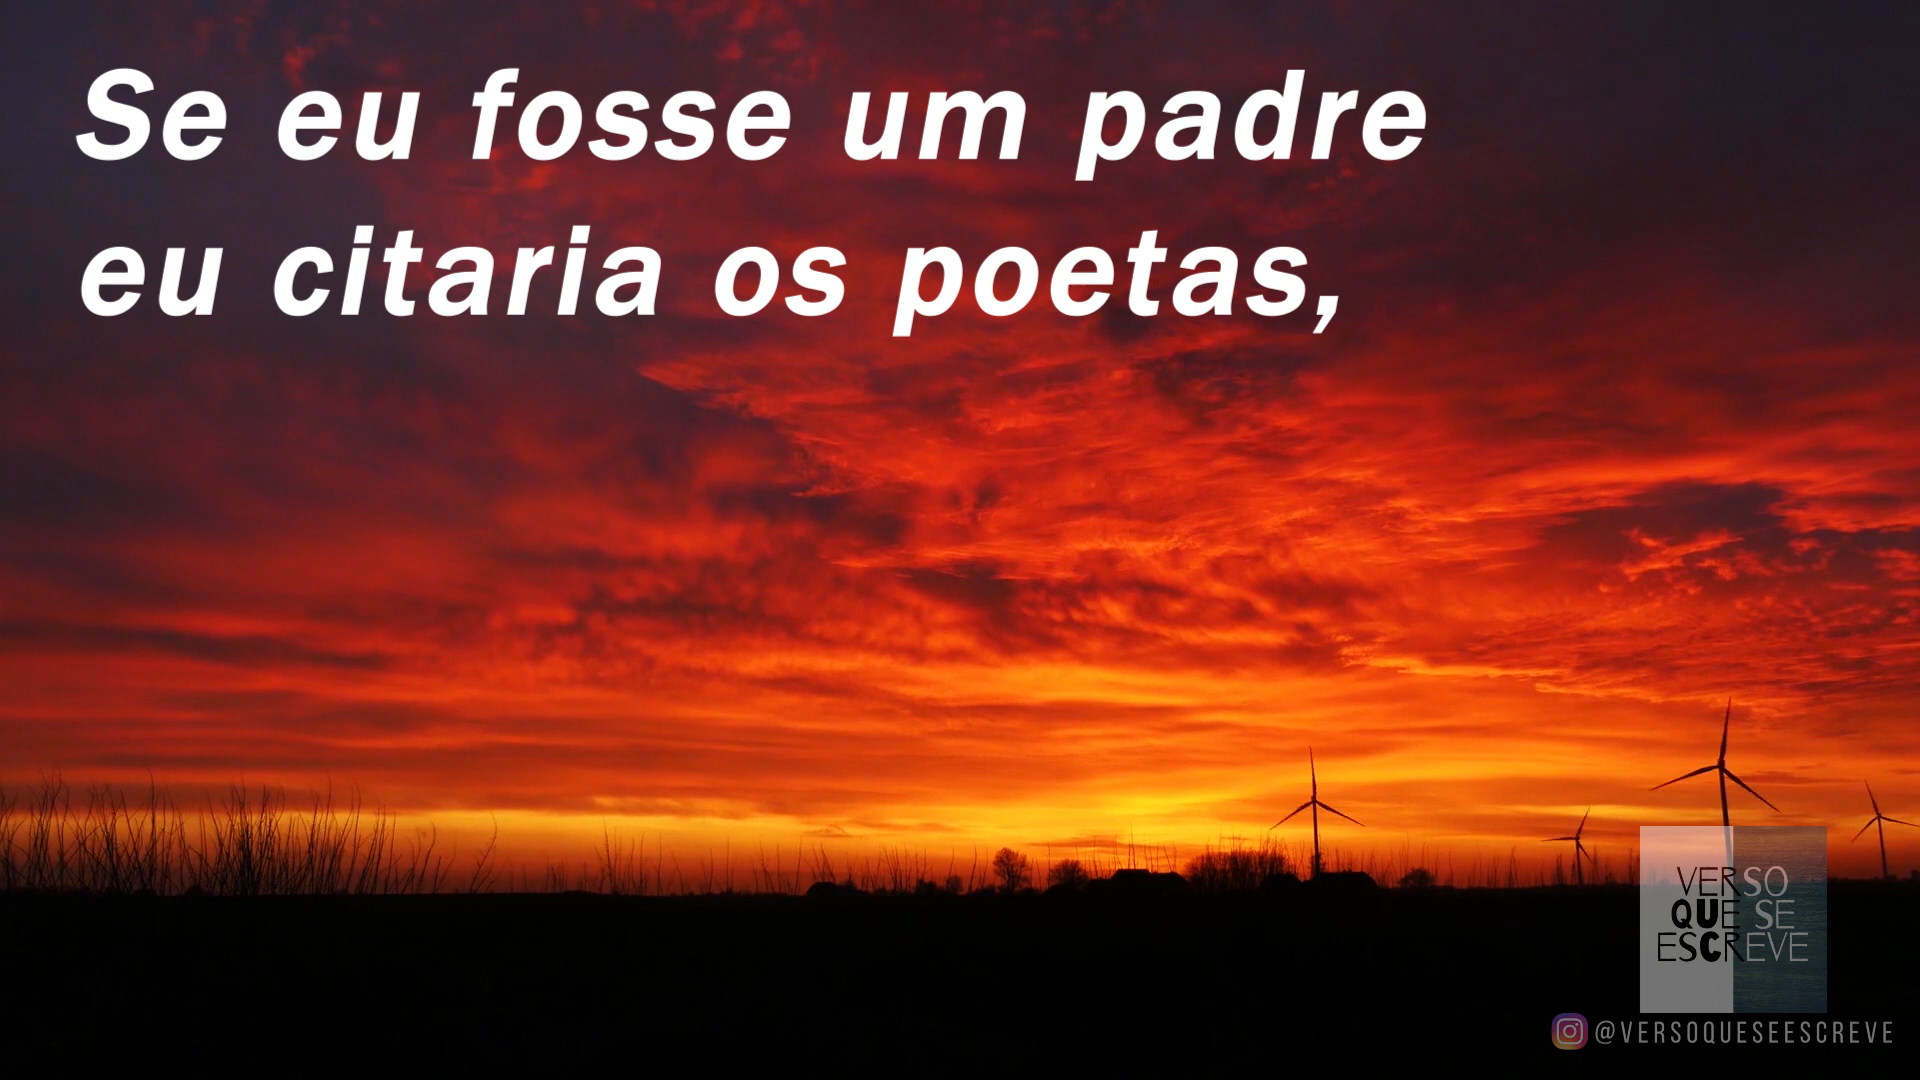 Se eu fosse um padre
eu citaria os poetas,
VERSO
QUE SE
ESCREVE
@VERSOQUESEESCREVE